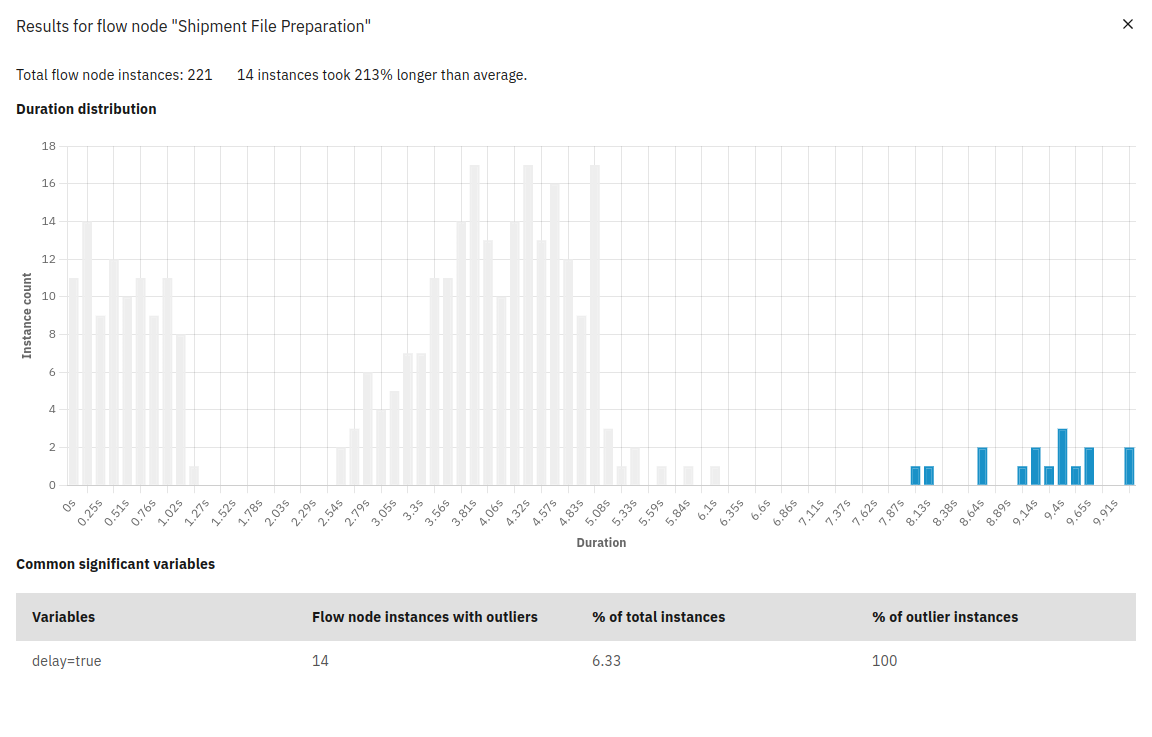 Results for flow node "Shipment File Preparation"
Total flow node instances: 221 14 instances took 213% longer than average.
Duration distribution
18
16
14
12
10
8
6
4
2
0
Instance count
0s 0.25s 0.51s 0.76s 1.02s 1.27s 1.52s 1.78s 2.03s 2.29s 2.54s 2.79s 3.05s 3.3s 3.56s 3.81s 4.06s 4.32s 4.57s 4.83s 5.08s 5.33s 5.59s 5.84s 6.1s 6.35s 6.6s 6.86s 7.11s 7.37s 7.62s 7.87s 8.13s 8.38s 8.64s 8.89s 9.14s 9.4s 9.65s 9.91s
Duration
Common significant variables
Variables Flow node instances with outliers % of total instances % of outlier instances
delay=true 14 6.33 100